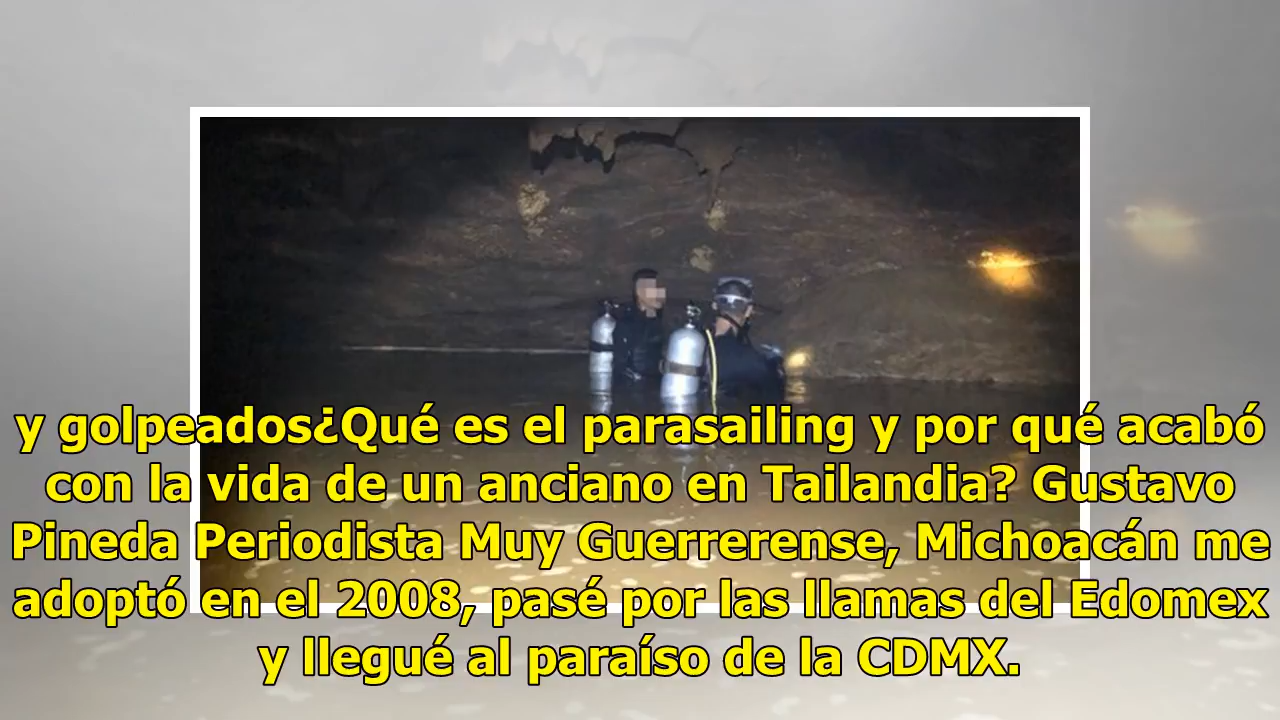 y golpeados¿Qué es el parasailing y por qué acabó
con la vida de un anciano en Tailandia? Gustavo
Pineda Periodista Muy Guerrerense, Michoacán me
adoptó en el 2008, pasé por las llamas del Edomex
y llegué al paraíso de la CDMX.